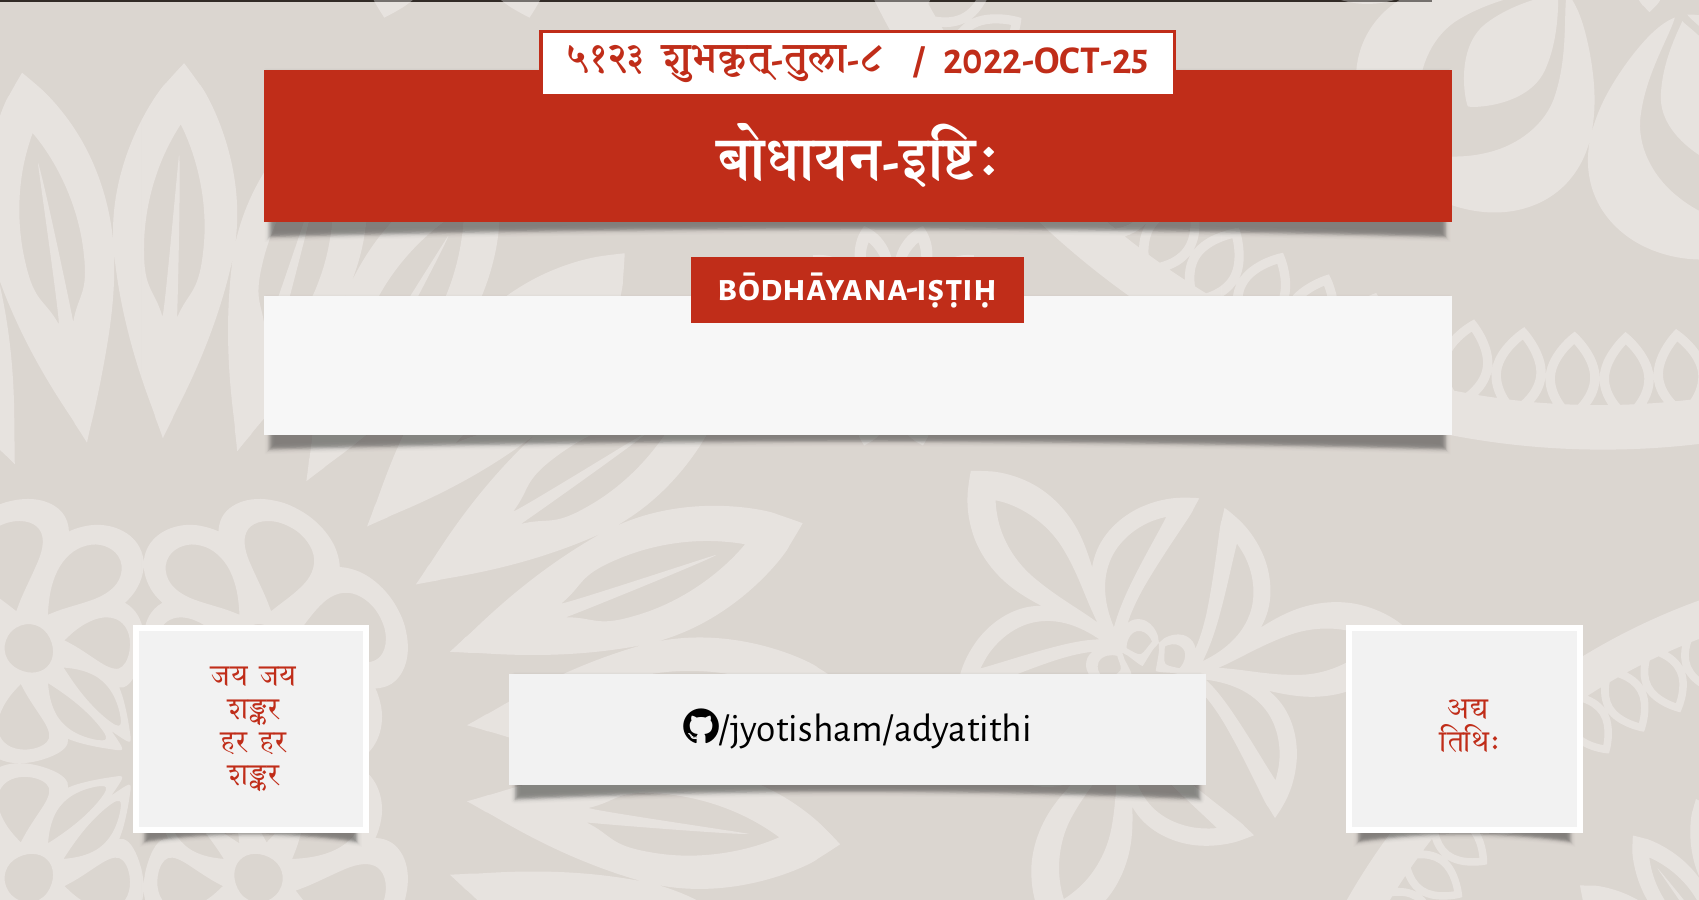 ५१२३ शुभकृत्-तुला-८ / 2022-OCT-25
बोधायन-इष्टिः
BŌDHĀYANA-IṢṬIḤ
जय जय
शङ्कर
हर हर
शङ्कर
/jyotisham/adyatithi
अद्य
तिथिः